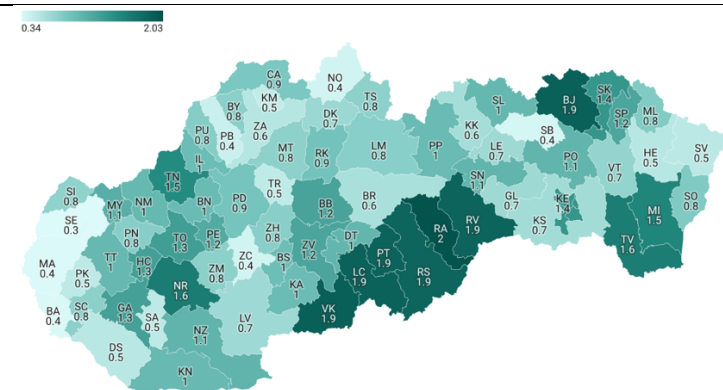 0.34 2.03
CA
0.9
NO
0.4
KM
0.5
TS
0.8
BY
0.8
DK
0.7
PU
0.8
PB
0.4
ZA
0.6
MT
0.8
RK
0.9
LM
0.8
PP
1
KK
0.6
SL
1
LE
0.7
SB
0.4
BJ
1.9
SK
1.4
SP
1.2
ML
0.8
HE
0.5
SV
0.5
PO
1.1
VT
0.7
IL
1
TN
1.5
TR
0.5
SN
1.1
GL
0.7
KE
1.4
KS
0.7
MI
1.5
SO
0.8
TV
1.6
SI
0.8
MY
1.1
NM
1
BN
1
PD
0.9
BB
1.2
BR
0.6
RV
1.9
RA
2
SE
0.3
PN
0.8
TO
1.3
PE
1.2
ZH
0.8
ZV
1.2
DT
1
PT
1.9
MA
0.4
TT
1
HC
1.3
ZC
0.4
BS
1
ZM
0.8
LC
1.9
RS
1.9
PK
0.5
NR
1.6
KA
1
BA
0.4
SC
0.8
GA
1.3
SA
0.5
LV
0.7
VK
1.9
NZ
1.1
DS
0.5
KN
1